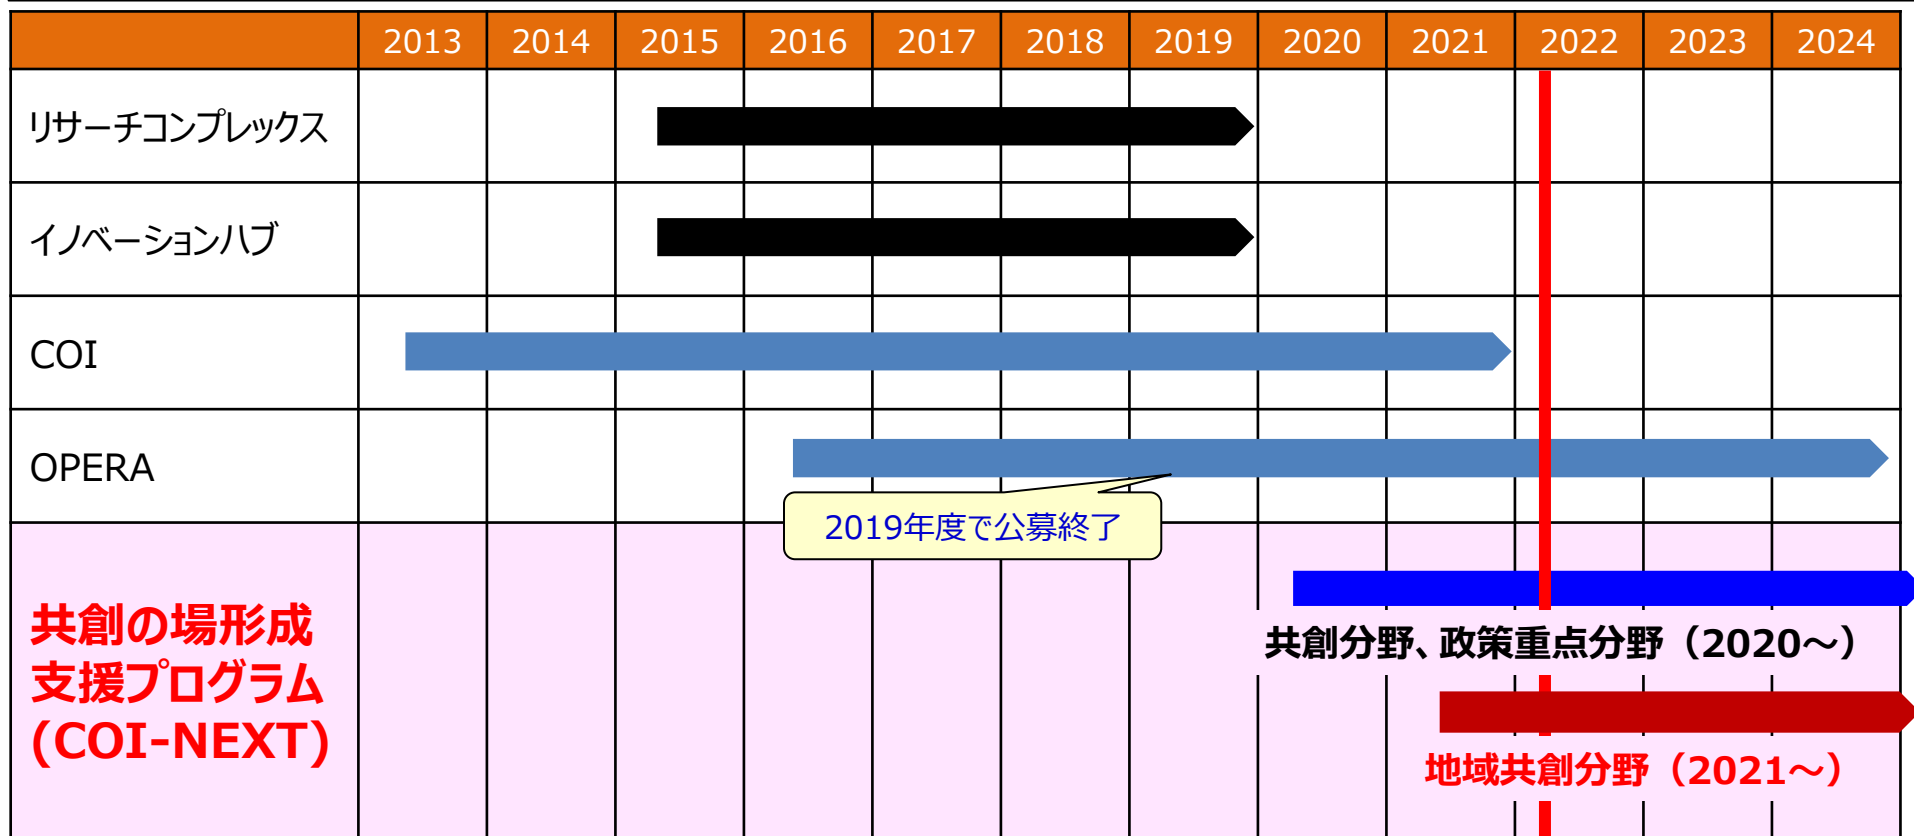 2013 2014 2015 2016 2017 2018 2019 2020 2021 2022 2023 2024
リサーチコンプレックス
イノベーションハブ
COI
OPERA
2019年度で公募終了
共創の場形成
支援プログラム
(COI-NEXT)
共創分野、政策重点分野（2020～）
地域共創分野（2021～）